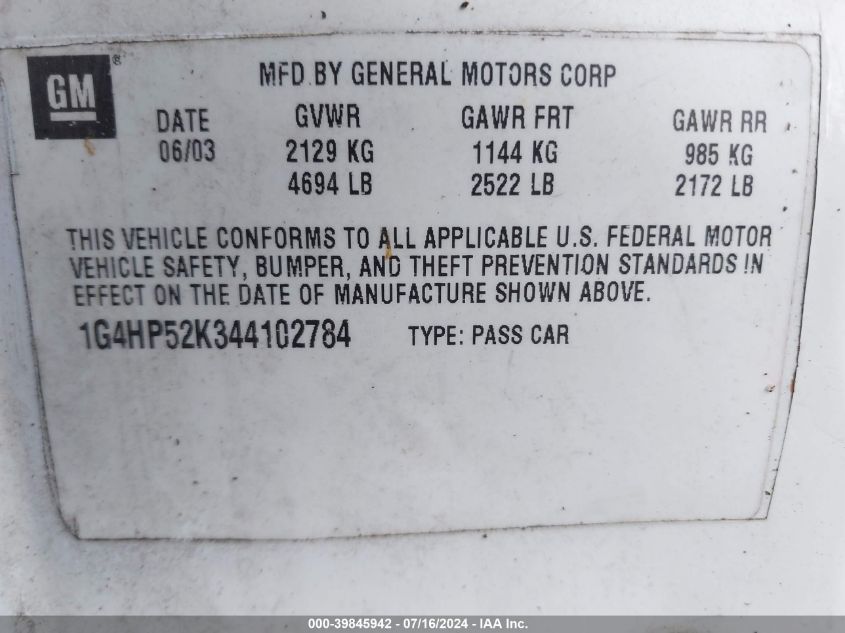 GM ®
MFD BY GENERAL MOTORS CORP
DATE GVWR GAWR FRT GAWR RR
06/03 2129 KG 1144 KG 985 KG
4694 LB 2522 LB 2172 LB
THIS VEHICLE CONFORMS TO ALL APPLICABLE U.S. FEDERAL MOTOR
VEHICLE SAFETY, BUMPER, AND THEFT PREVENTION STANDARDS IN
EFFECT ON THE DATE OF MANUFACTURE SHOWN ABOVE.
1G4HP52K344102784 TYPE: PASS CAR
000-39845942 - 07/16/2024 - IAA Inc.